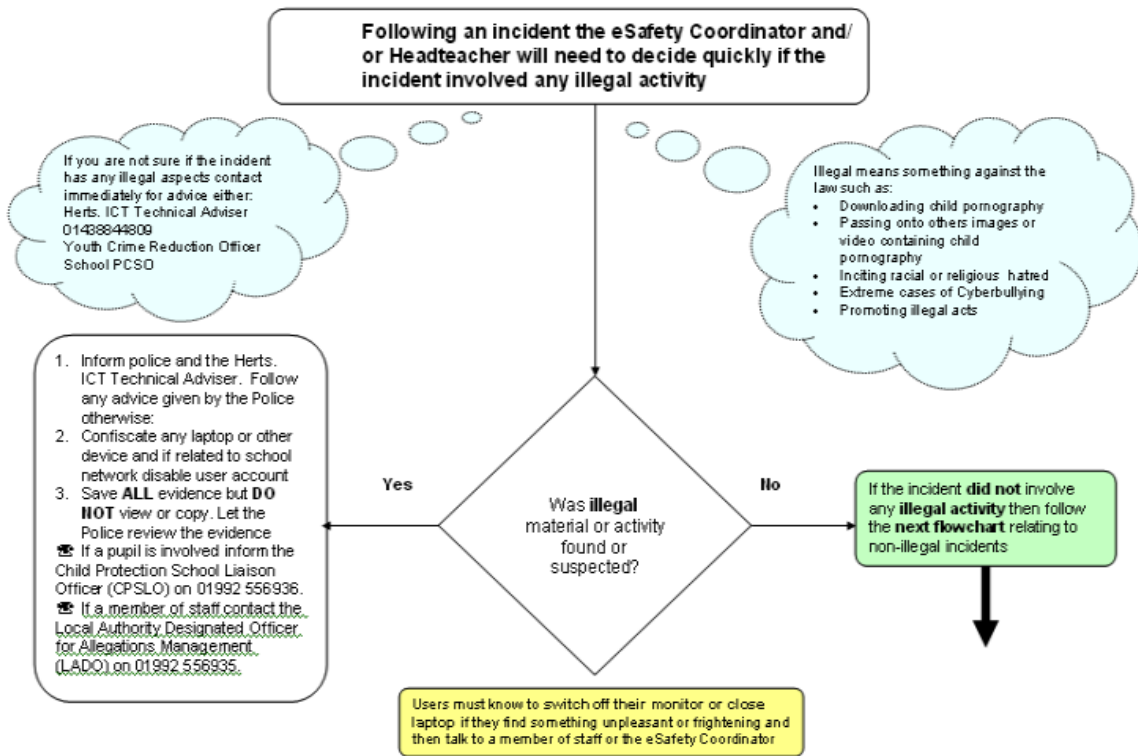 Following an incident the eSafety Coordinator and/
or Headteacher will need to decide quickly if the
incident involved any illegal activity
If you are not sure if the incident
has any illegal aspects contact
immediately for advice either:
Herts. ICT Technical Adviser
01438844809
Youth Crime Reduction Officer
School PCSO
Illegal means something against the
law such as:
• Downloading child pornography
• Passing onto others images or
video containing child
pornography
• Inciting racial or religious hatred
• Extreme cases of Cyberbullying
• Promoting illegal acts
1. Inform police and the Herts.
ICT Technical Adviser. Follow
any advice given by the Police
otherwise:
2. Confiscate any laptop or other
device and if related to school
network disable user account
3. Save ALL evidence but DO
NOT view or copy. Let the
Police review the evidence
☎ If a pupil is involved inform the
Child Protection School Liaison
Officer (CPSLO) on 01992 556936.
☎ If a member of staff contact the
Local Authority Designated Officer
for Allegations Management
(LADO) on 01992 556935.
Yes
Was illegal
material or activity
found or
suspected?
No
If the incident did not involve
any illegal activity then follow
the next flowchart relating to
non-illegal incidents
Users must know to switch off their monitor or close
laptop if they find something unpleasant or frightening and
then talk to a member of staff or the eSafety Coordinator